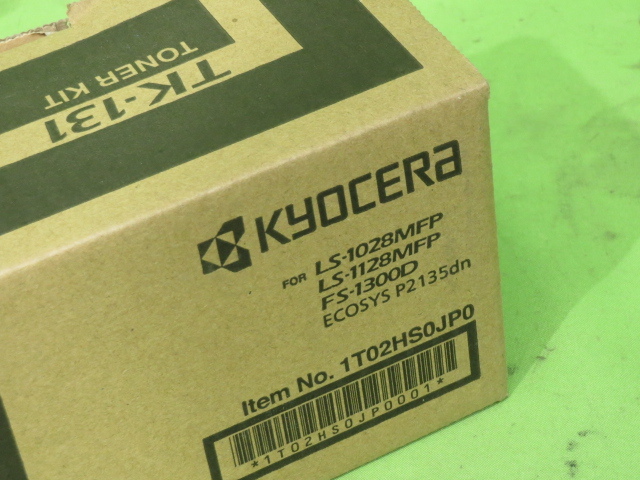 TK-131
TONER KIT
KYOCERA
FOR LS-1028MFP
LS-1128MFP
FS-1300D
ECOSYS P2135dn
Item No. 1T02HS0JP0
*1T02HS0JP0001*